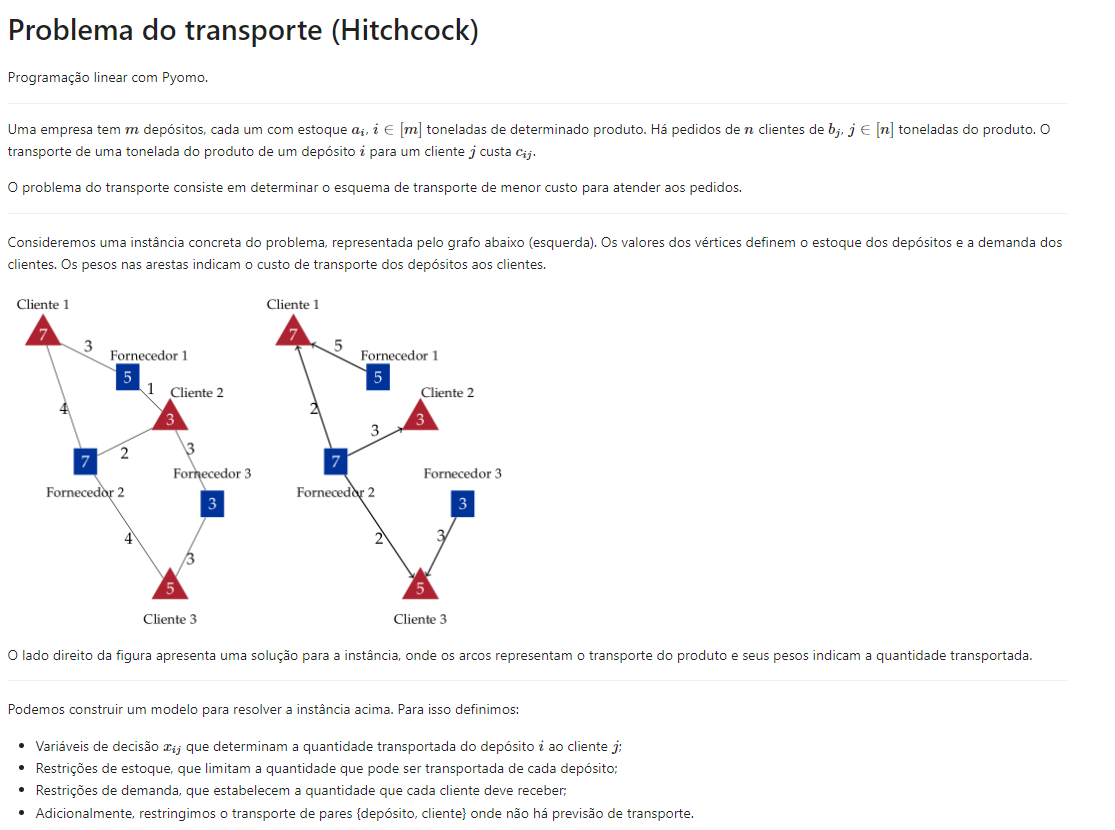 Problema do transporte (Hitchcock)
Programação linear com Pyomo.
Uma empresa tem m depósitos, cada um com estoque aᵢ, i ∈ [m] toneladas de determinado produto. Há pedidos de n clientes de bⱼ, j ∈ [n] toneladas do produto. O
transporte de uma tonelada do produto de um depósito i para um cliente j custa cᵢⱼ.
O problema do transporte consiste em determinar o esquema de transporte de menor custo para atender aos pedidos.
Consideremos uma instância concreta do problema, representada pelo grafo abaixo (esquerda). Os valores dos vértices definem o estoque dos depósitos e a demanda dos
clientes. Os pesos nas arestas indicam o custo de transporte dos depósitos aos clientes.
Cliente 1
7
3
Fornecedor 1
5
1
Cliente 2
3
4
2
3
7
Fornecedor 3
Fornecedor 2
3
4
3
5
Cliente 3
Cliente 1
7
5
Fornecedor 1
5
Cliente 2
3
2
3
7
Fornecedor 3
Fornecedor 2
3
2
3
5
Cliente 3
O lado direito da figura apresenta uma solução para a instância, onde os arcos representam o transporte do produto e seus pesos indicam a quantidade transportada.
Podemos construir um modelo para resolver a instância acima. Para isso definimos:
• Variáveis de decisão xᵢⱼ que determinam a quantidade transportada do depósito i ao cliente j;
• Restrições de estoque, que limitam a quantidade que pode ser transportada de cada depósito;
• Restrições de demanda, que estabelecem a quantidade que cada cliente deve receber;
• Adicionalmente, restringimos o transporte de pares {depósito, cliente} onde não há previsão de transporte.